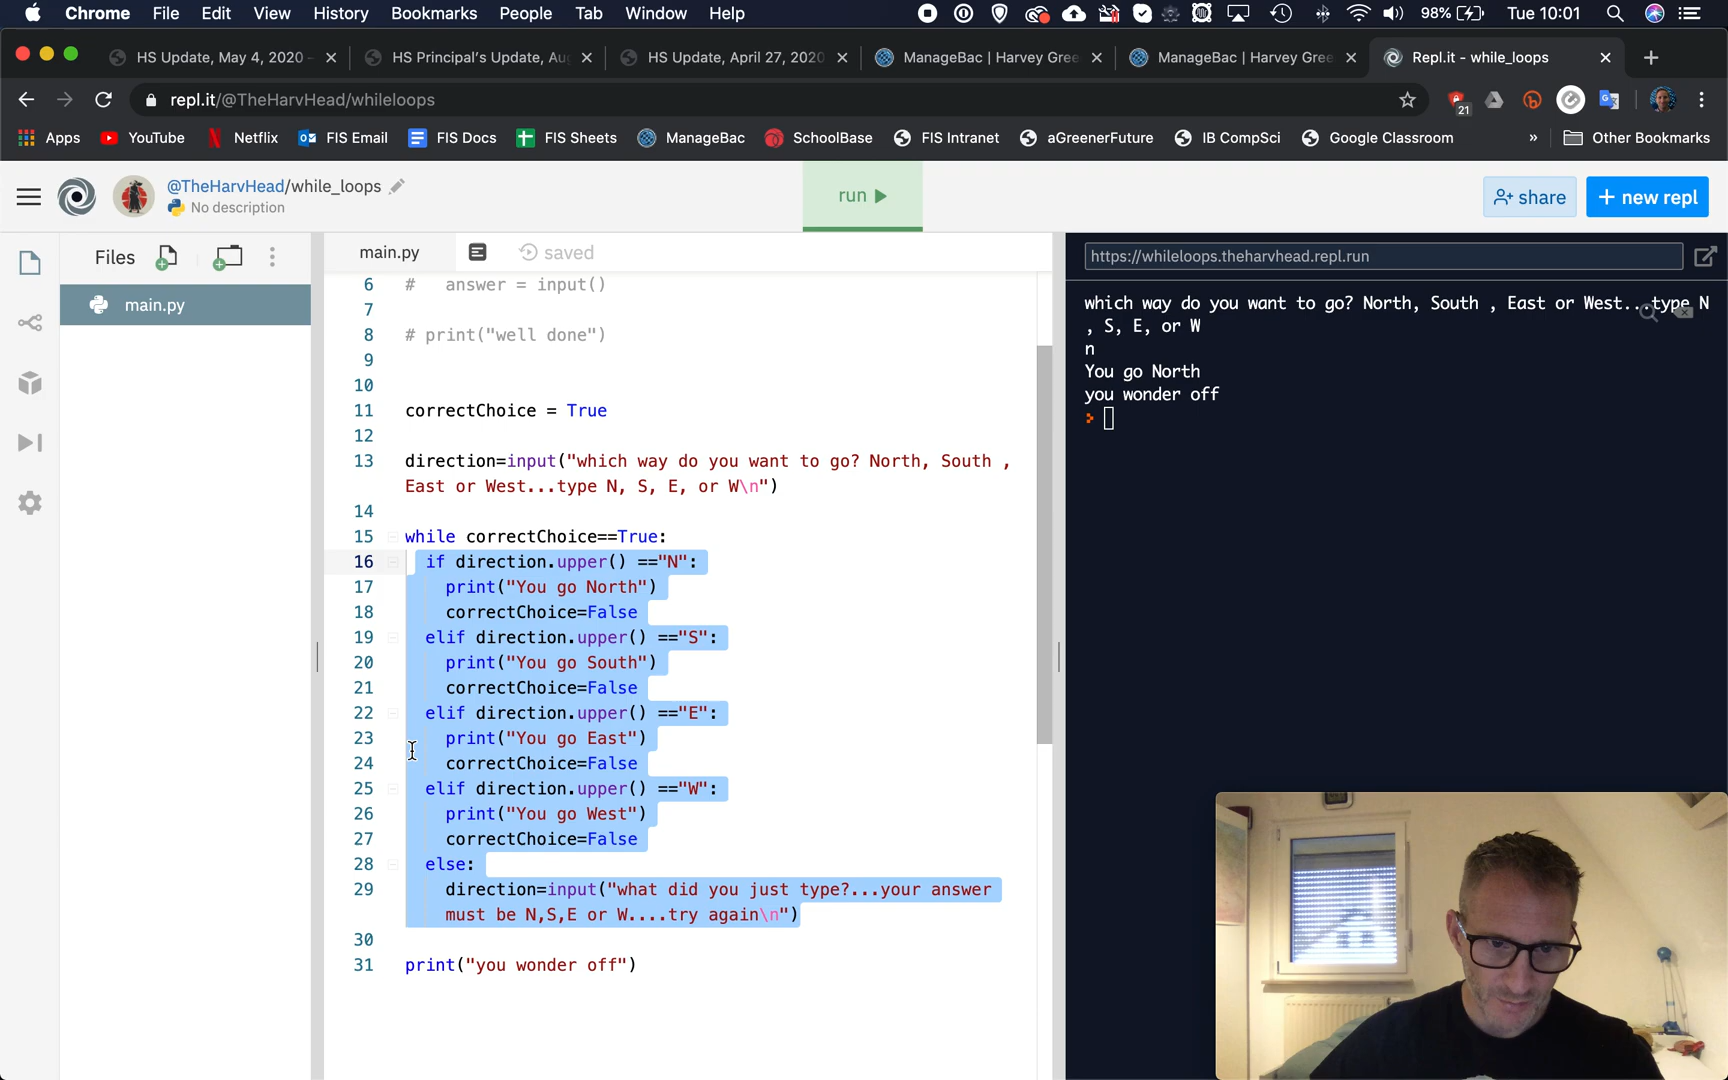 Chrome File Edit View History Bookmarks People Tab Window Help 98% Tue 10:01
HS Update, May 4, 2020 - HS Principal's Update, Au HS Update, April 27, 2020 ManageBac | Harvey Gree ManageBac | Harvey Gree Repl.it - while_loops
repl.it/@TheHarvHead/whileloops 21
Apps YouTube Netflix FIS Email FIS Docs FIS Sheets ManageBac SchoolBase FIS Intranet aGreenerFuture IB CompSci Google Classroom » Other Bookmarks
@TheHarvHead/while_loops
No description
run
share
+ new repl
Files
main.py
main.py
saved
6 #   answer = input()
7
8 # print("well done")
9
10
11 correctChoice = True
12
13 direction=input("which way do you want to go? North, South ,
East or West...type N, S, E, or W\n")
14
15 while correctChoice==True:
16   if direction.upper() =="N":
17     print("You go North")
18     correctChoice=False
19   elif direction.upper() =="S":
20     print("You go South")
21     correctChoice=False
22   elif direction.upper() =="E":
23     print("You go East")
24     correctChoice=False
25   elif direction.upper() =="W":
26     print("You go West")
27     correctChoice=False
28   else:
29     direction=input("what did you just type?...your answer
must be N,S,E or W....try again\n")
30
31 print("you wonder off")
https://whileloops.theharvhead.repl.run
which way do you want to go? North, South , East or West...type N
, S, E, or W
n
You go North
you wonder off